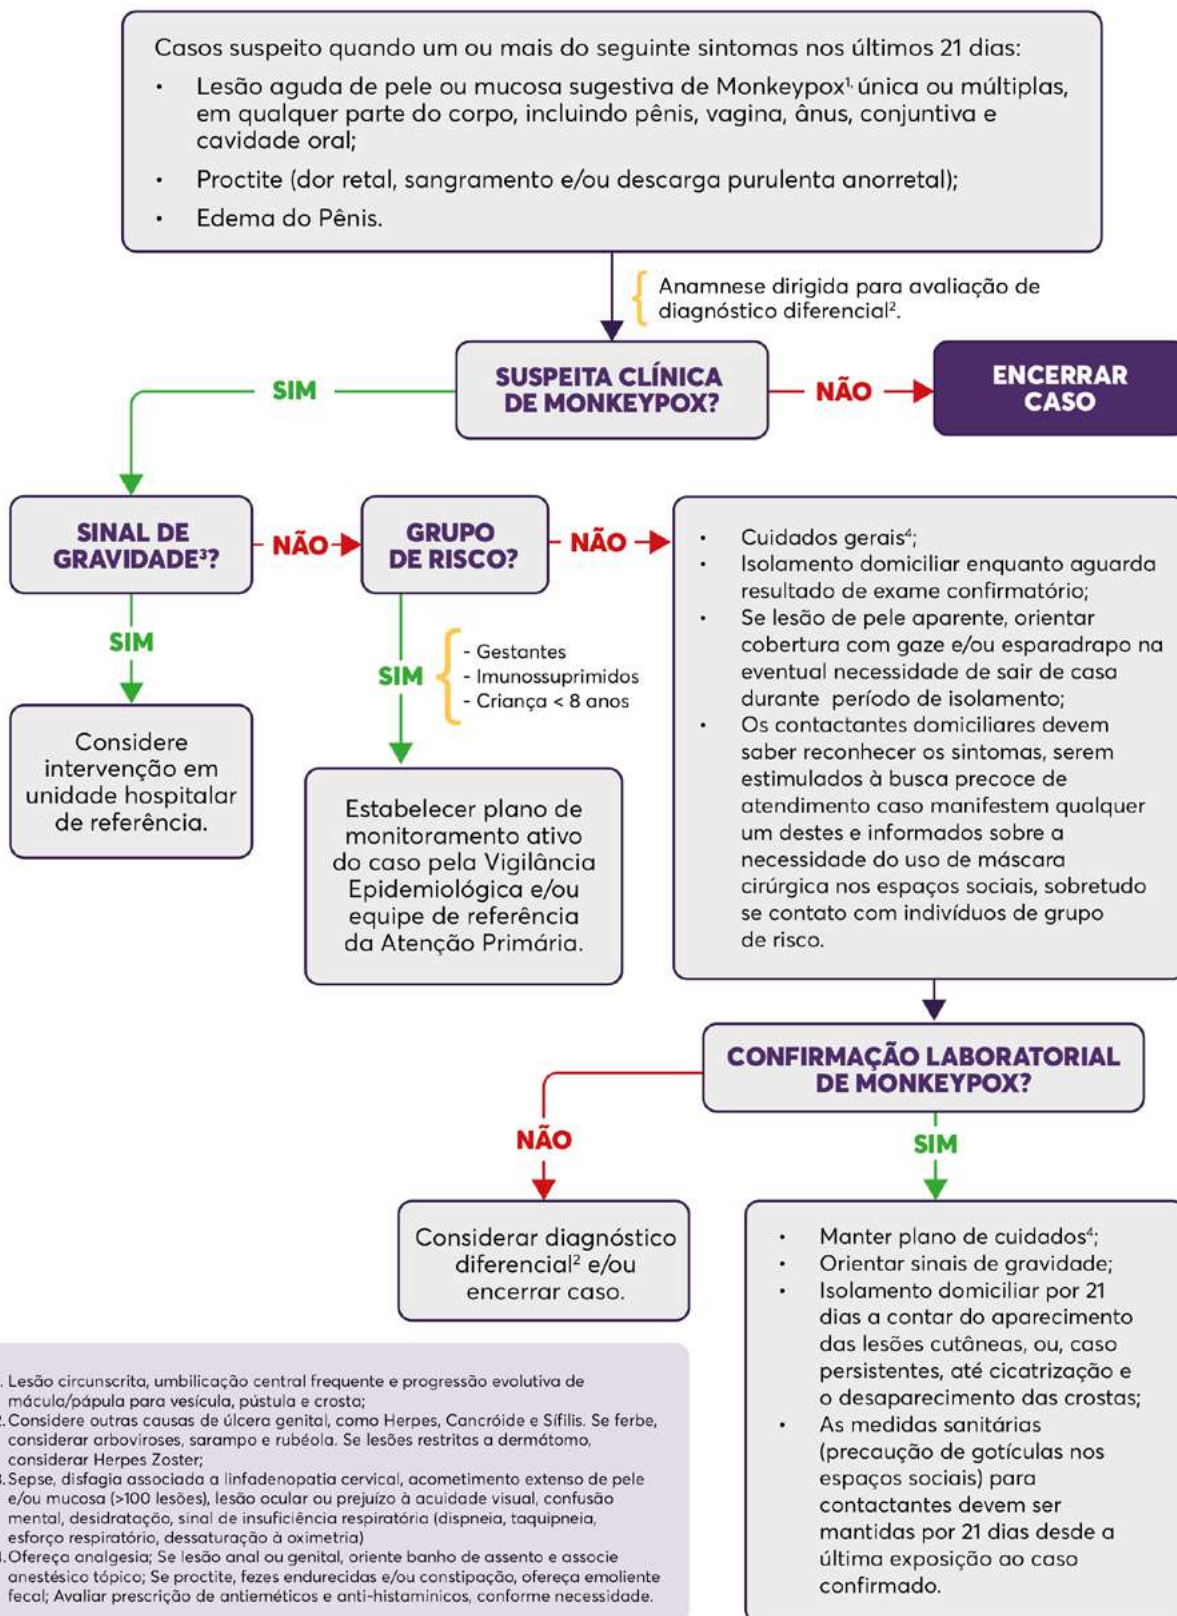 Casos suspeito quando um ou mais do seguinte sintomas nos últimos 21 dias:
• Lesão aguda de pele ou mucosa sugestiva de Monkeypox¹, única ou múltiplas,
em qualquer parte do corpo, incluindo pênis, vagina, ânus, conjuntiva e
cavidade oral;
• Proctite (dor retal, sangramento e/ou descarga purulenta anorretal);
• Edema do Pênis.
Anamnese dirigida para avaliação de
diagnóstico diferencial².
SUSPEITA CLÍNICA
DE MONKEYPOX?
SIM
NÃO
ENCERRAR
CASO
SINAL DE
GRAVIDADE³?
NÃO
GRUPO
DE RISCO?
NÃO
SIM
Considere
intervenção em
unidade hospitalar
de referência.
SIM
- Gestantes
- Imunossuprimidos
- Criança < 8 anos
Estabelecer plano de
monitoramento ativo
do caso pela Vigilância
Epidemiológica e/ou
equipe de referência
da Atenção Primária.
• Cuidados gerais⁴;
• Isolamento domiciliar enquanto aguarda
resultado de exame confirmatório;
• Se lesão de pele aparente, orientar
cobertura com gaze e/ou esparadrapo na
eventual necessidade de sair de casa
durante período de isolamento;
• Os contactantes domiciliares devem
saber reconhecer os sintomas, serem
estimulados à busca precoce de
atendimento caso manifestem qualquer
um destes e informados sobre a
necessidade do uso de máscara
cirúrgica nos espaços sociais, sobretudo
se contato com indivíduos de grupo
de risco.
CONFIRMAÇÃO LABORATORIAL
DE MONKEYPOX?
NÃO
SIM
Considerar diagnóstico
diferencial² e/ou
encerrar caso.
• Manter plano de cuidados⁴;
• Orientar sinais de gravidade;
• Isolamento domiciliar por 21
dias a contar do aparecimento
das lesões cutâneas, ou, caso
persistentes, até cicatrização e
o desaparecimento das crostas;
• As medidas sanitárias
(precaução de gotículas nos
espaços sociais) para
contactantes devem ser
mantidas por 21 dias desde a
última exposição ao caso
confirmado.
. Lesão circunscrita, umbilicação central frequente e progressão evolutiva de
mácula/pápula para vesícula, pústula e crosta;
2. Considere outras causas de úlcera genital, como Herpes, Cancróide e Sífilis. Se ferbe,
considerar arboviroses, sarampo e rubéola. Se lesões restritas a dermátomo,
considerar Herpes Zoster;
3. Sepse, disfagia associada a linfadenopatia cervical, acometimento extenso de pele
e/ou mucosa (>100 lesões), lesão ocular ou prejuízo à acuidade visual, confusão
mental, desidratação, sinal de insuficiência respiratória (dispneia, taquipneia,
esforço respiratório, dessaturação à oximetria)
4. Ofereça analgesia; Se lesão anal ou genital, oriente banho de assento e associe
anestésico tópico; Se proctite, fezes endurecidas e/ou constipação, ofereça emoliente
fecal; Avaliar prescrição de antieméticos e anti-histamínicos, conforme necessidade.